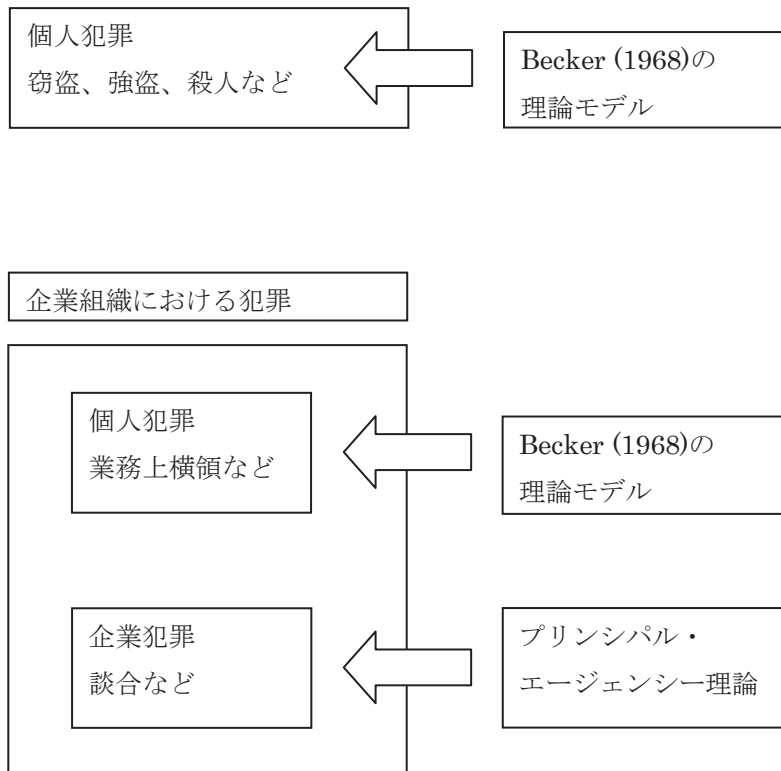 個人犯罪
窃盗、強盗、殺人など
Becker (1968)の
理論モデル
企業組織における犯罪
個人犯罪
業務上横領など
Becker (1968)の
理論モデル
企業犯罪
談合など
プリンシパル・
エージェンシー理論